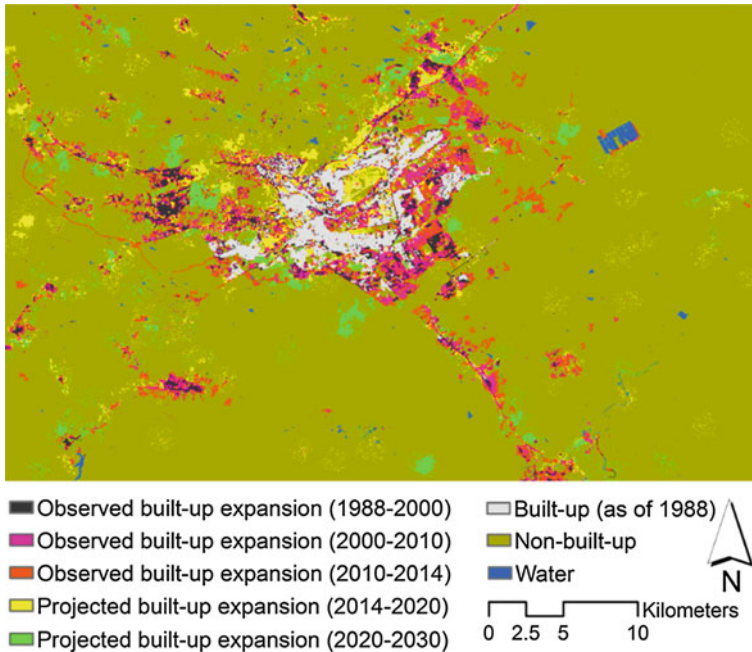 Observed built-up expansion (1988-2000)
Observed built-up expansion (2000-2010)
Observed built-up expansion (2010-2014)
Projected built-up expansion (2014-2020)
Projected built-up expansion (2020-2030)
Built-up (as of 1988)
Non-built-up
Water
N
Kilometers
0 2.5 5 10